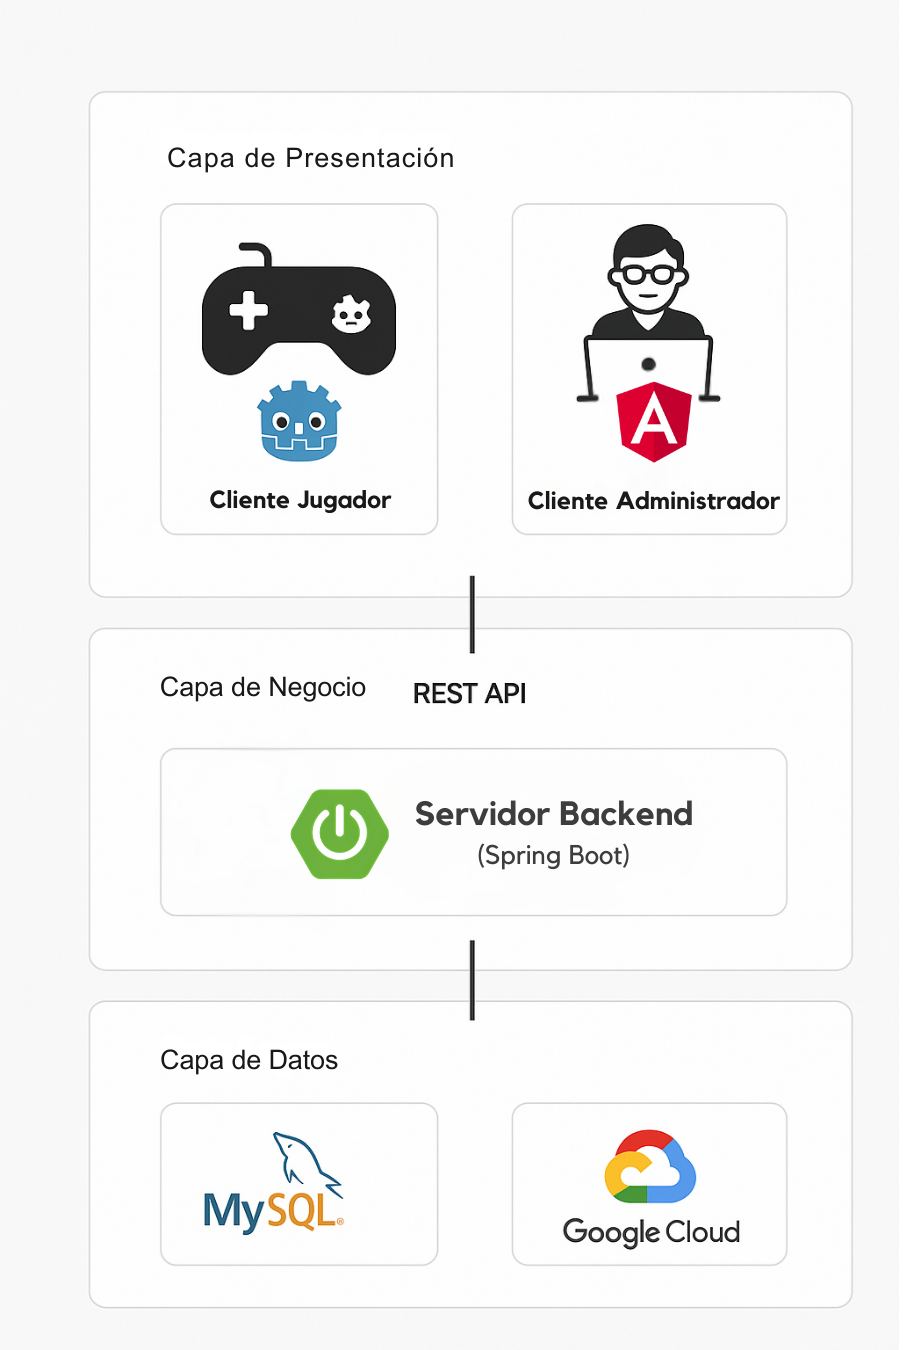 Capa de Presentación
Cliente Jugador
Cliente Administrador
Capa de Negocio
REST API
Servidor Backend
(Spring Boot)
Capa de Datos
MySQL®
Google Cloud